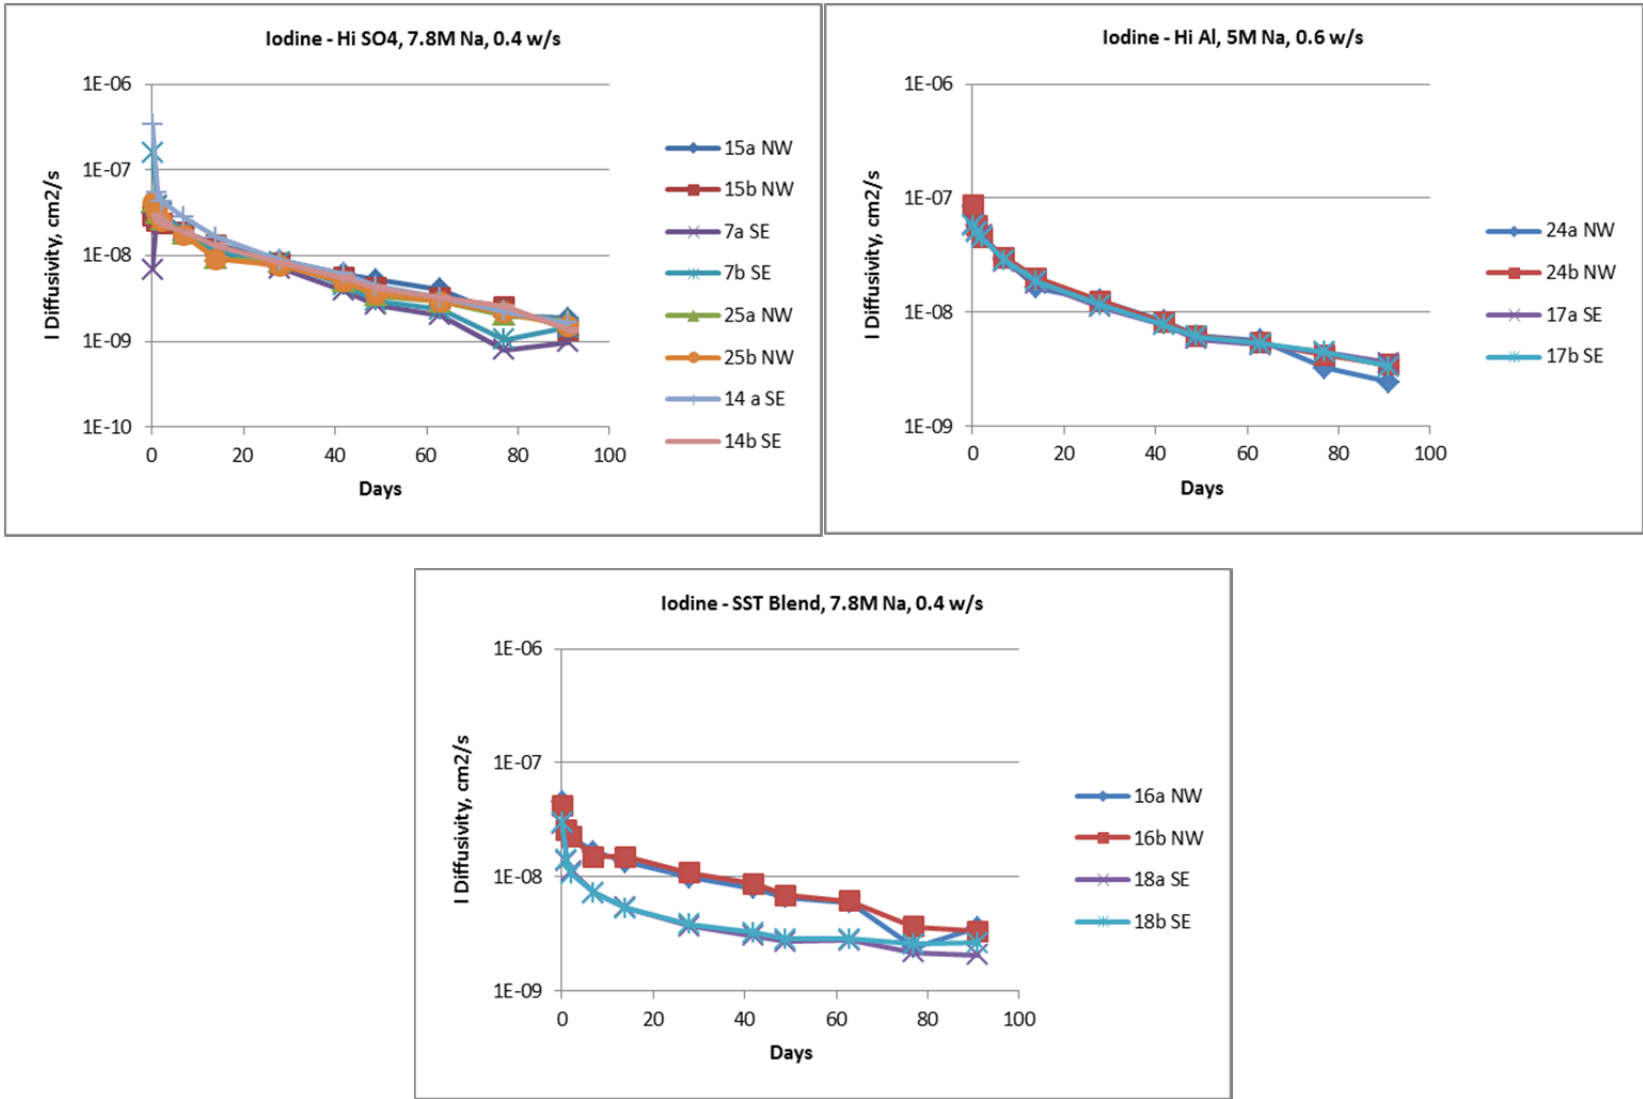 Iodine - Hi SO4, 7.8M Na, 0.4 w/s
I Diffusivity, cm2/s
1E-06
1E-07
1E-08
1E-09
1E-10
0 20 40 60 80 100
Days
15a NW
15b NW
7a SE
7b SE
25a NW
25b NW
14 a SE
14b SE
Iodine - Hi Al, 5M Na, 0.6 w/s
I Diffusivity, cm2/s
1E-06
1E-07
1E-08
1E-09
0 20 40 60 80 100
Days
24a NW
24b NW
17a SE
17b SE
Iodine - SST Blend, 7.8M Na, 0.4 w/s
I Diffusivity, cm2/s
1E-06
1E-07
1E-08
1E-09
0 20 40 60 80 100
Days
16a NW
16b NW
18a SE
18b SE